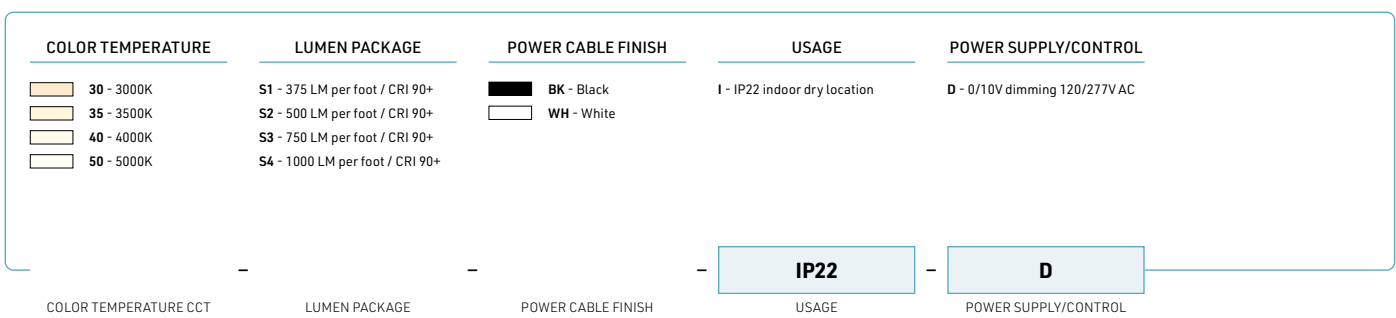 COLOR TEMPERATURE
30 - 3000K
35 - 3500K
40 - 4000K
50 - 5000K
LUMEN PACKAGE
S1 - 375 LM per foot / CRI 90+
S2 - 500 LM per foot / CRI 90+
S3 - 750 LM per foot / CRI 90+
S4 - 1000 LM per foot / CRI 90+
POWER CABLE FINISH
BK - Black
WH - White
USAGE
I - IP22 indoor dry location
POWER SUPPLY/CONTROL
D - 0/10V dimming 120/277V AC
– – – IP22 – D
COLOR TEMPERATURE CCT
LUMEN PACKAGE
POWER CABLE FINISH
USAGE
POWER SUPPLY/CONTROL